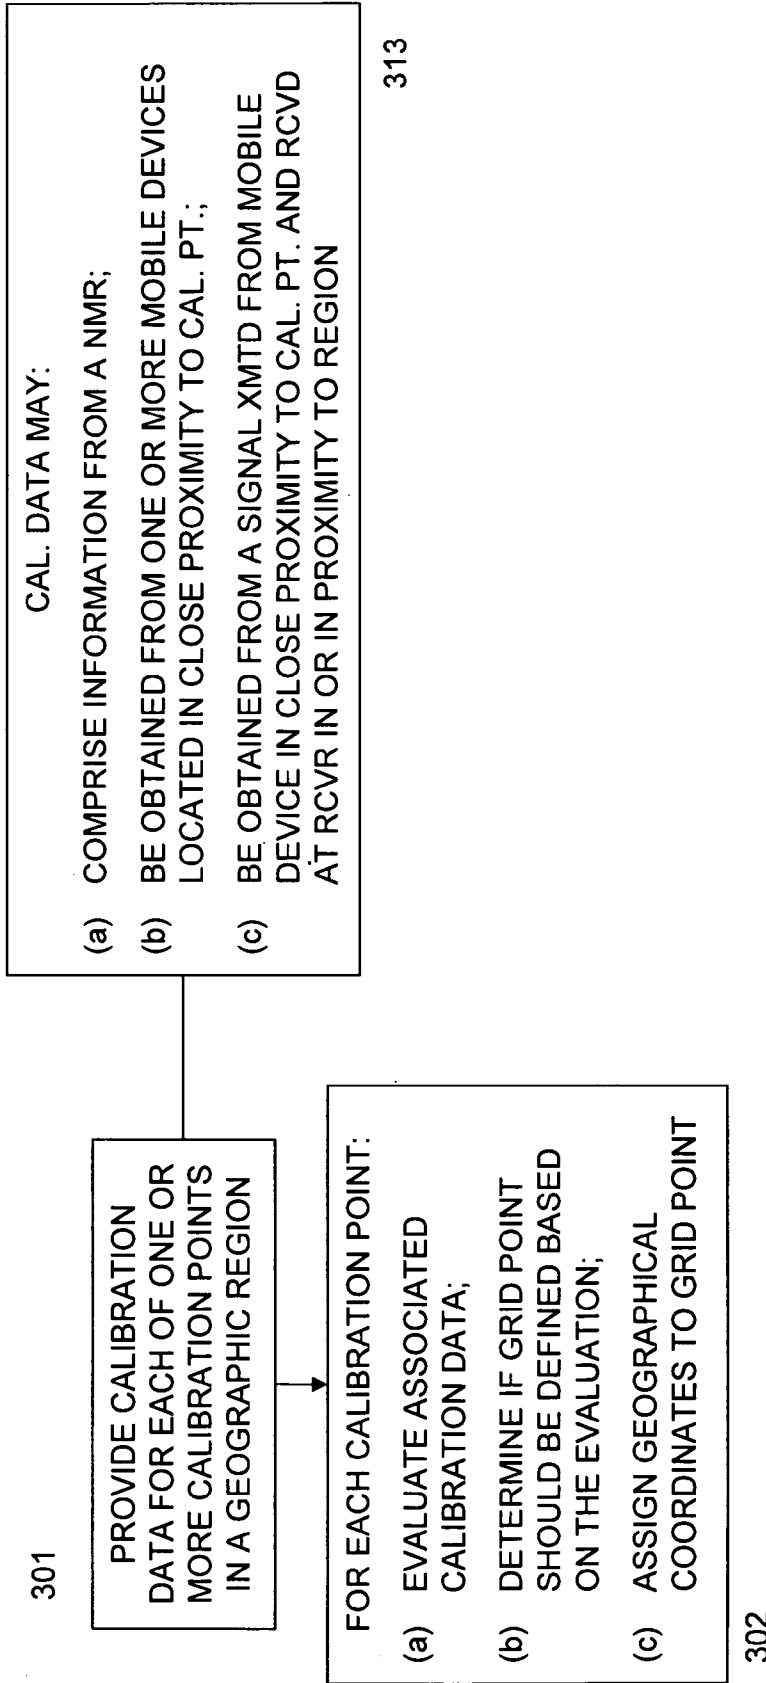 301
PROVIDE CALIBRATION
DATA FOR EACH OF ONE OR
MORE CALIBRATION POINTS
IN A GEOGRAPHIC REGION
FOR EACH CALIBRATION POINT:
(a) EVALUATE ASSOCIATED
CALIBRATION DATA;
(b) DETERMINE IF GRID POINT
SHOULD BE DEFINED BASED
ON THE EVALUATION;
(c) ASSIGN GEOGRAPHICAL
COORDINATES TO GRID POINT
302
CAL. DATA MAY:
(a) COMPRISE INFORMATION FROM A NMR;
(b) BE OBTAINED FROM ONE OR MORE MOBILE DEVICES
LOCATED IN CLOSE PROXIMITY TO CAL. PT.;
(c) BE OBTAINED FROM A SIGNAL XMTD FROM MOBILE
DEVICE IN CLOSE PROXIMITY TO CAL. PT. AND RCVD
AT RCVR IN OR IN PROXIMITY TO REGION
313